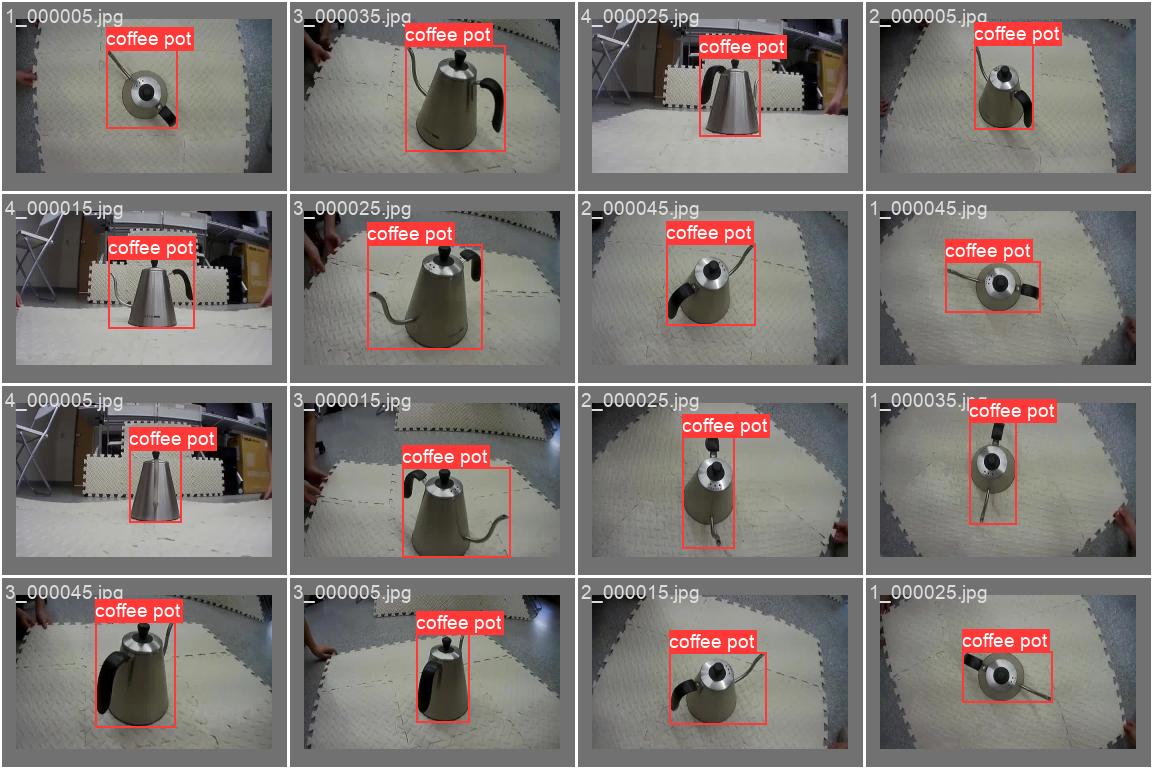 1_000005.jpg
coffee pot
3_000035.jpg
coffee pot
4_000025.jpg
coffee pot
2_000005.jpg
coffee pot
4_000015.jpg
coffee pot
3_000025.jpg
coffee pot
2_000045.jpg
coffee pot
1_000045.jpg
coffee pot
4_000005.jpg
coffee pot
3_000015.jpg
coffee pot
2_000025.jpg
coffee pot
1_000035.jpg
coffee pot
3_000045.jpg
coffee pot
3_000005.jpg
coffee pot
2_000015.jpg
coffee pot
1_000025.jpg
coffee pot